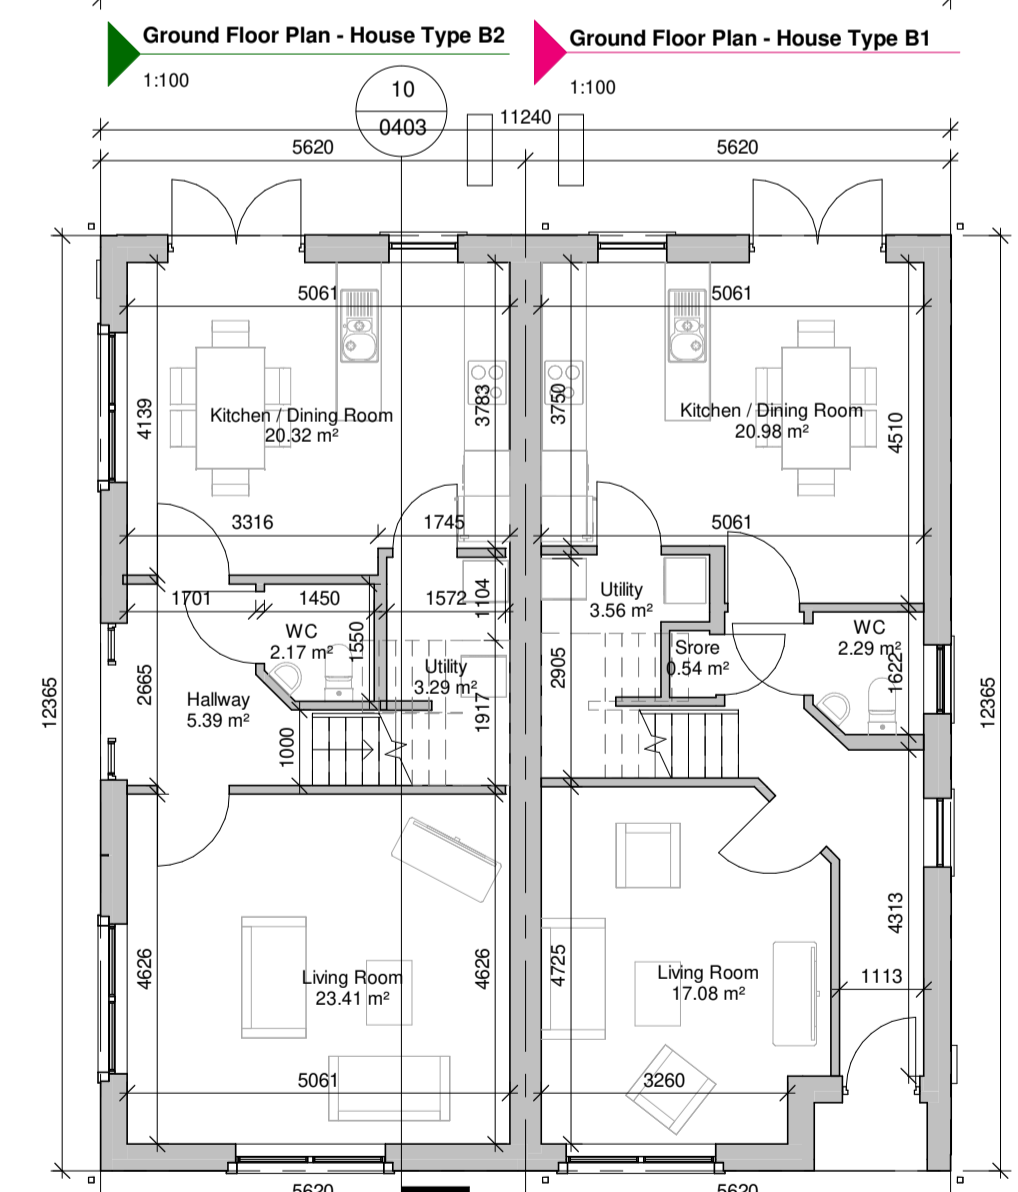 Ground Floor Plan - House Type B2
1:100
Ground Floor Plan - House Type B1
1:100
10
0403
11240
5620
5620
5061
5061
4139
Kitchen / Dining Room
20.32 m²
3783
3750
Kitchen / Dining Room
20.98 m²
4510
3316
1745
5061
1701
1450
1572
1104
WC
2.17 m²
1550
Utility
3.29 m²
Utility
3.56 m²
Srore
0.54 m²
WC
2.29 m²
1622
12365
2665
Hallway
5.39 m²
1000
1917
2905
12365
4626
Living Room
23.41 m²
4626
4725
Living Room
17.08 m²
4313
1113
5061
3260
5620
5620